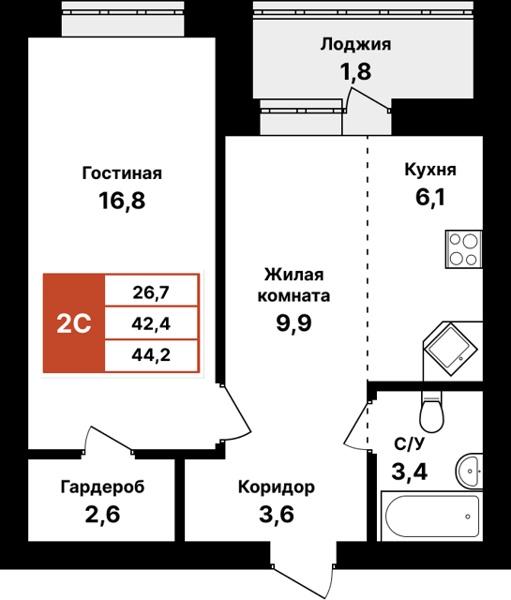 Лоджия
1,8
Гостиная
16,8
Кухня
6,1
Жилая
комната
9,9
2С
26,7
42,4
44,2
С/У
3,4
Гардероб
2,6
Коридор
3,6